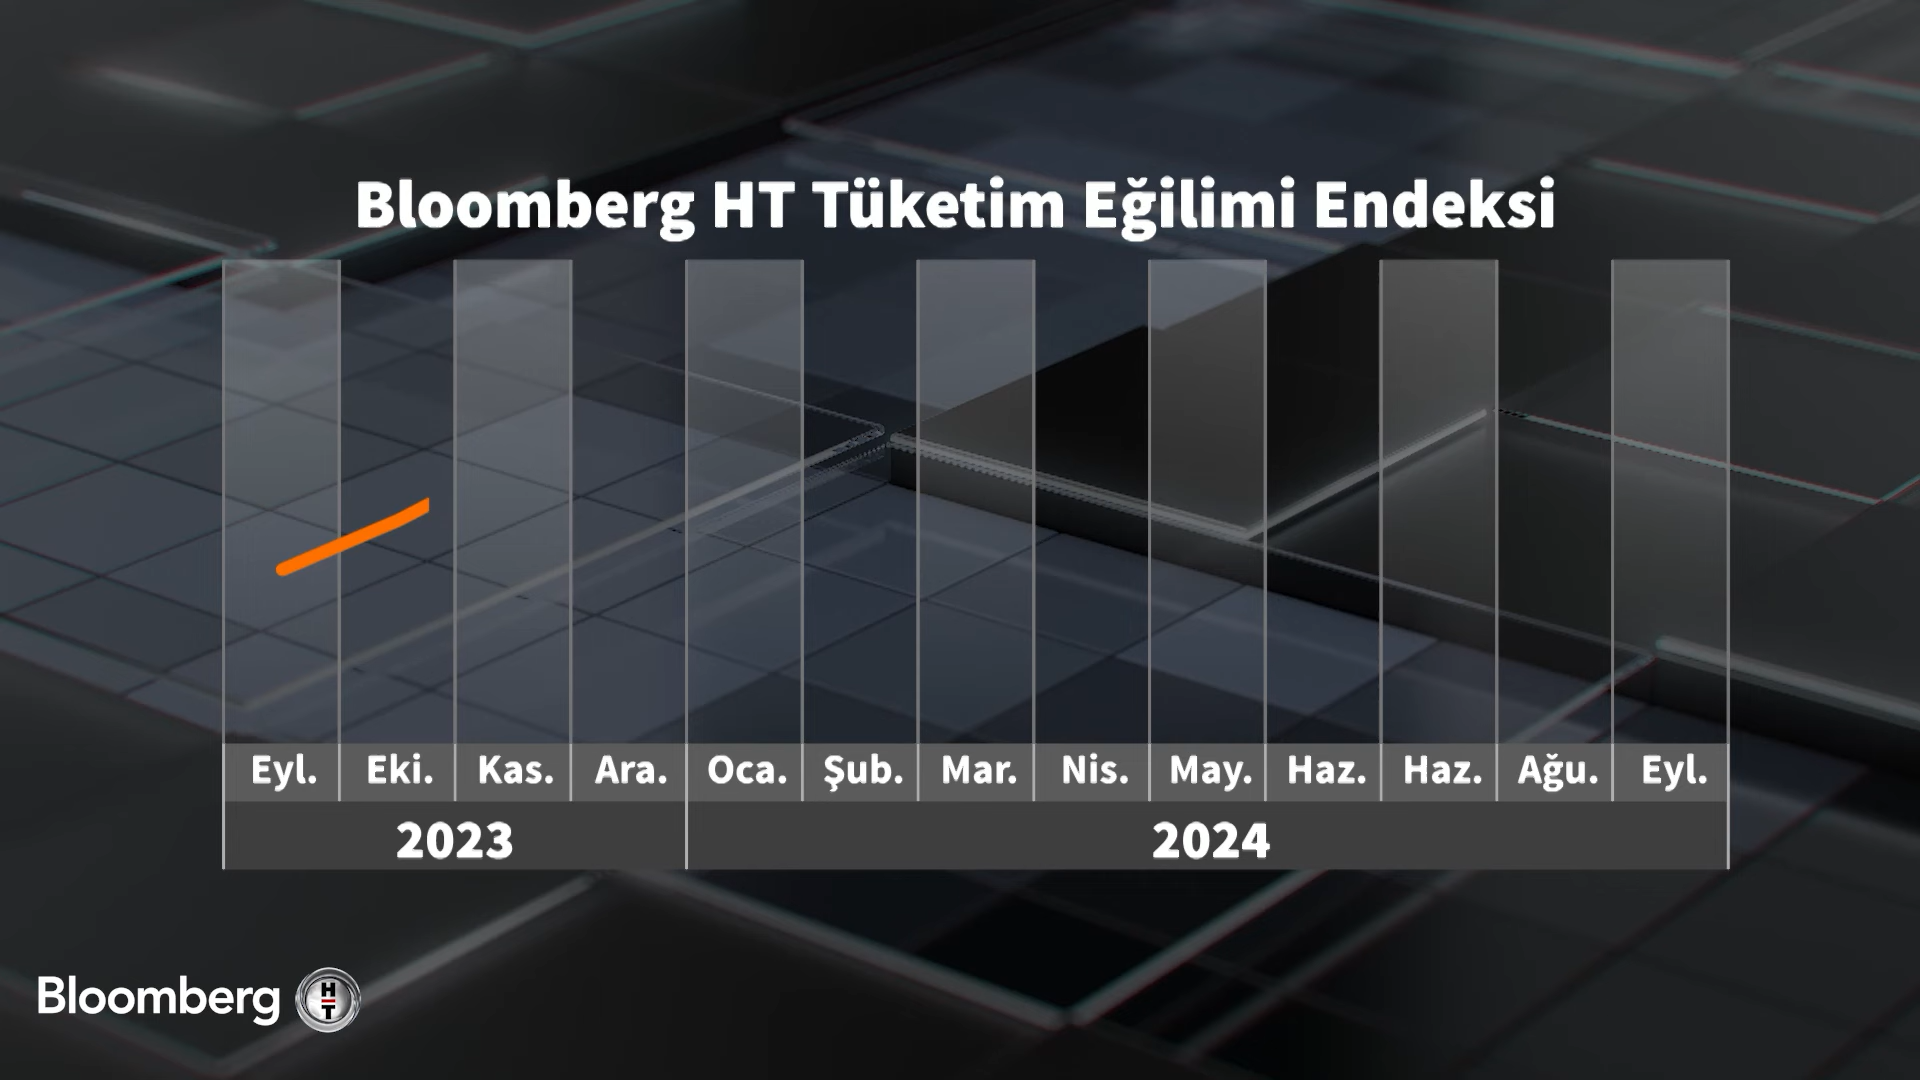 Bloomberg HT Tüketim Eğilimi Endeksi
Eyl. Eki. Kas. Ara. Oca. Şub. Mar. Nis. May. Haz. Haz. Ağu. Eyl.
2023 2024
Bloomberg HT